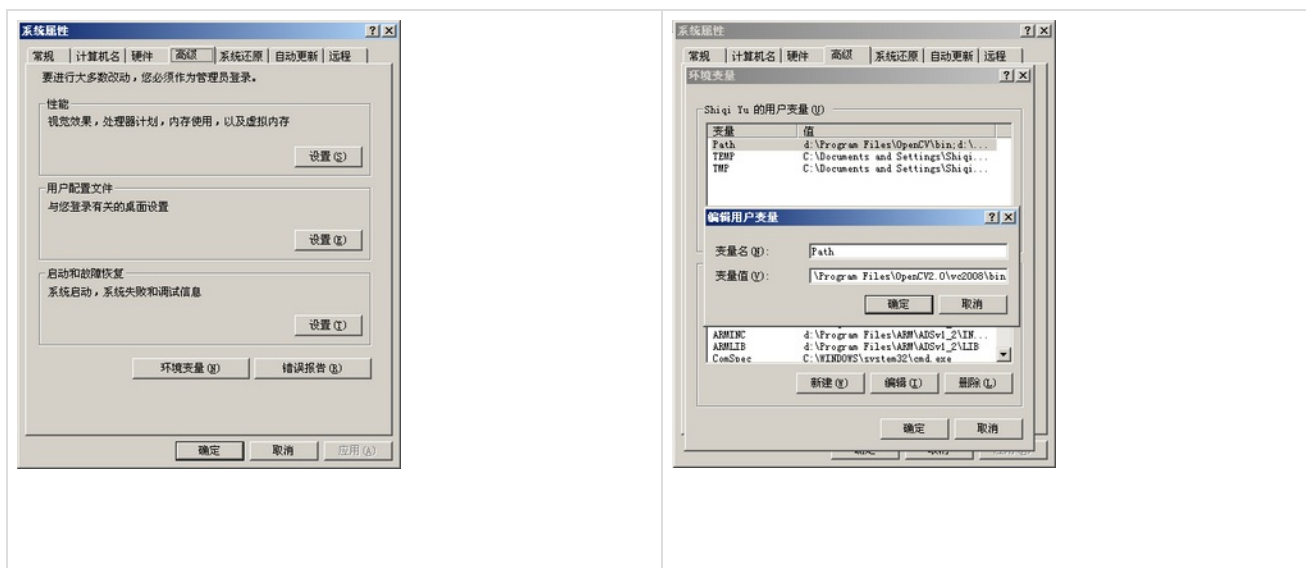 系统属性
常规 计算机名 硬件 高级 系统还原 自动更新 远程
要进行大多数改动，您必须作为管理员登录。
性能
视觉效果，处理器计划，内存使用，以及虚拟内存
设置(S)
用户配置文件
与您登录有关的桌面设置
设置(E)
启动和故障恢复
系统启动，系统失败和调试信息
设置(T)
环境变量(N) 错误报告(R)
确定 取消 应用(A)
系统属性
常规 计算机名 硬件 高级 系统还原 自动更新 远程
环境变量
Shiqi Yu 的用户变量(U)
变量 值
Path d:\Program Files\OpenCV\bin;d:\...
TEMP C:\Documents and Settings\Shiqi...
TMP C:\Documents and Settings\Shiqi...
编辑用户变量
变量名(N): Path
变量值(V): \Program Files\OpenCV2.0\vc2008\bin
确定 取消
ARMINC d:\Program Files\ARM\ADSv1_2\IN...
ARMLIB d:\Program Files\ARM\ADSv1_2\LIB
ComSpec C:\WINDOWS\system32\cmd.exe
新建(W) 编辑(I) 删除(L)
确定 取消